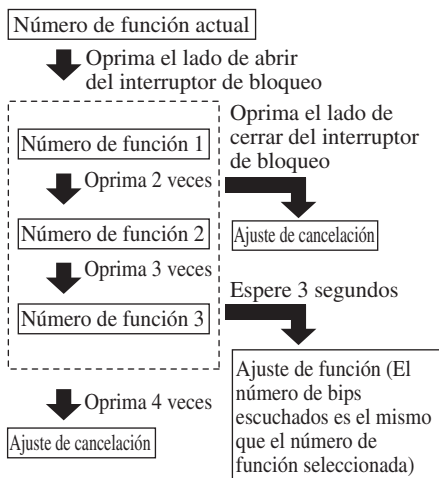 Número de función actual
Oprima el lado de abrir
del interruptor de bloqueo
Oprima el lado de
cerrar del interruptor
de bloqueo
Número de función 1
Oprima 2 veces
Número de función 2
Ajuste de cancelación
Oprima 3 veces
Espere 3 segundos
Número de función 3
Ajuste de función (El
número de bips
escuchados es el mismo
que el número de
función seleccionada)
Oprima 4 veces
Ajuste de cancelación